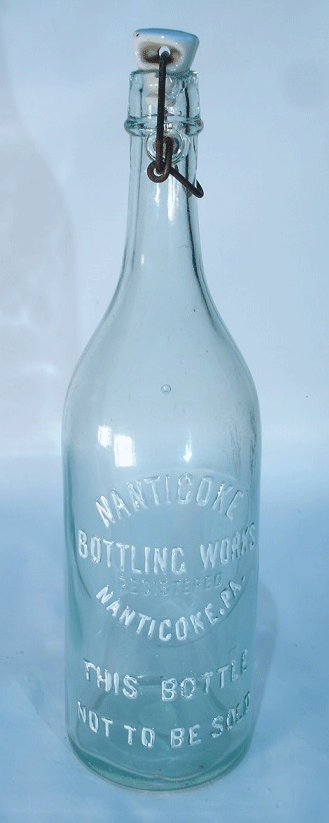 NANTICOKE
BOTTLING WORKS
REGISTERED
NANTICOKE, PA.
THIS BOTTLE
NOT TO BE SOLD